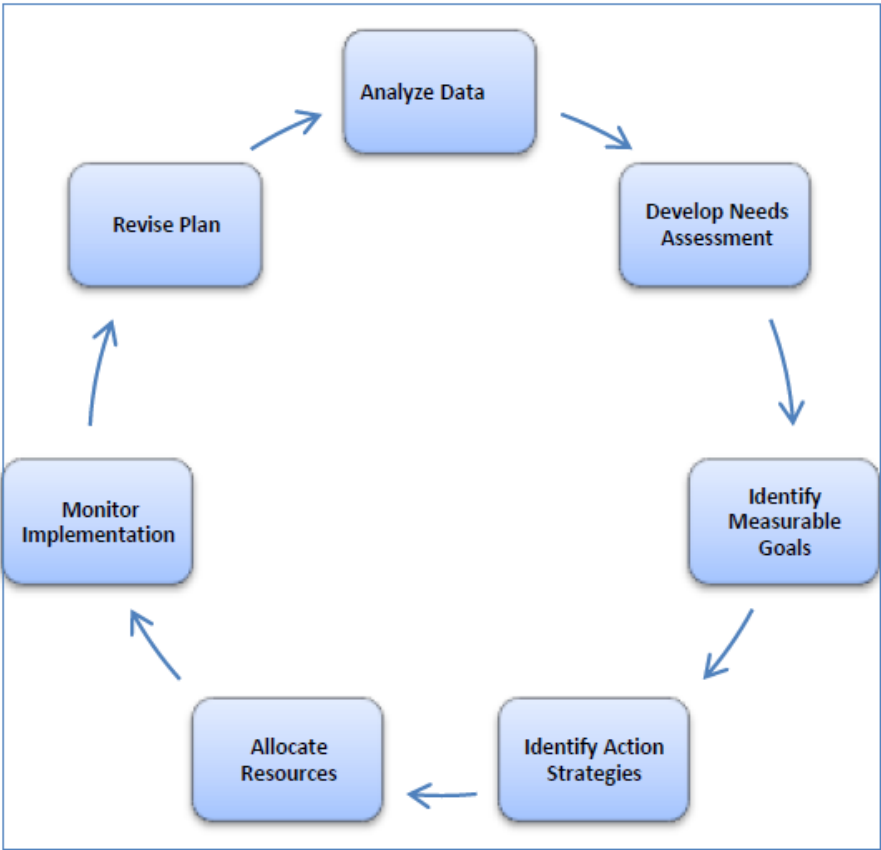 Analyze Data
Develop Needs
Assessment
Identify
Measurable
Goals
Identify Action
Strategies
Allocate
Resources
Monitor
Implementation
Revise Plan